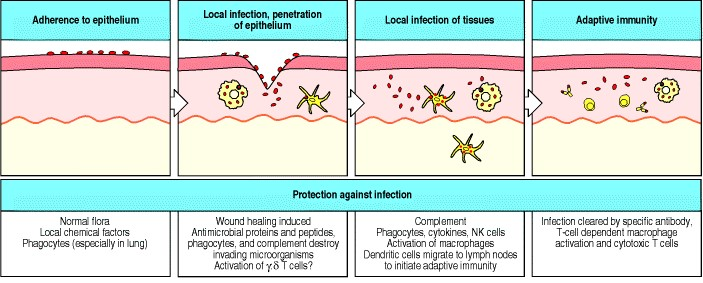 Adherence to epithelium
Local infection, penetration
of epithelium
Local infection of tissues
Adaptive immunity
Protection against infection
Normal flora
Local chemical factors
Phagocytes (especially in lung)
Wound healing induced
Antimicrobial proteins and peptides,
phagocytes, and complement destroy
invading microorganisms
Activation of γδ T cells?
Complement
Phagocytes, cytokines, NK cells
Activation of macrophages
Dendritic cells migrate to lymph nodes
to initiate adaptive immunity
Infection cleared by specific antibody,
T-cell dependent macrophage
activation and cytotoxic T cells